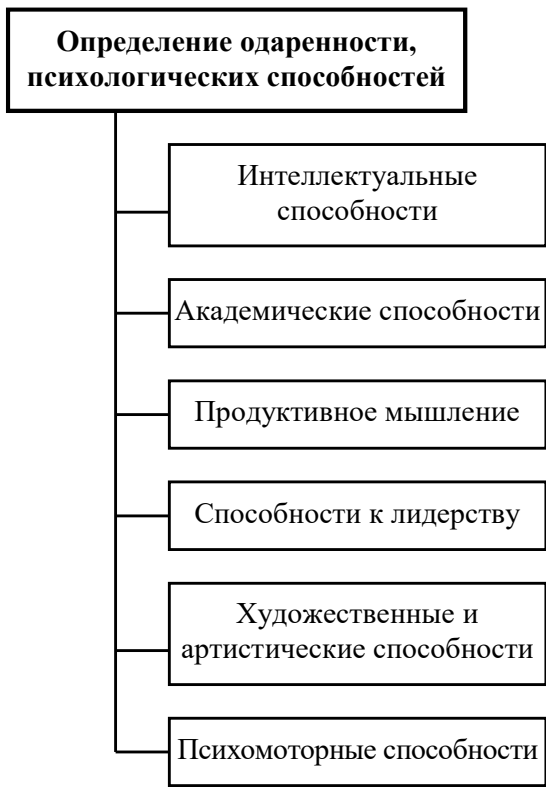 Определение одаренности,
психологических способностей
Интеллектуальные
способности
Академические способности
Продуктивное мышление
Способности к лидерству
Художественные и
артистические способности
Психомоторные способности